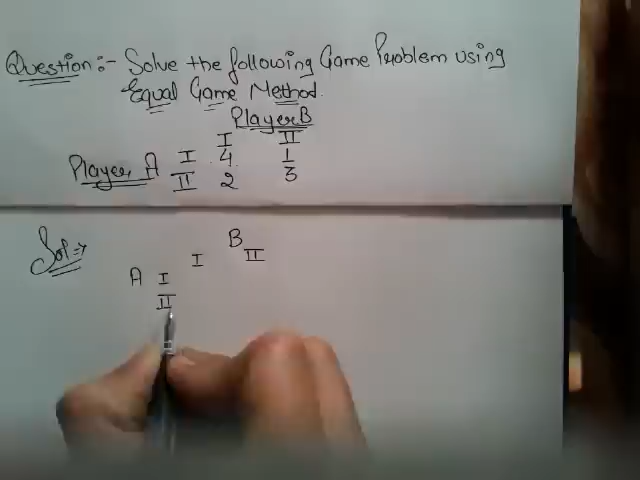 Question:- Solve the following Game Problem using
Equal Game Method.
Player B
I II
Player A I 4 1
II 2 3
Sol:→
B
I II
A I
II